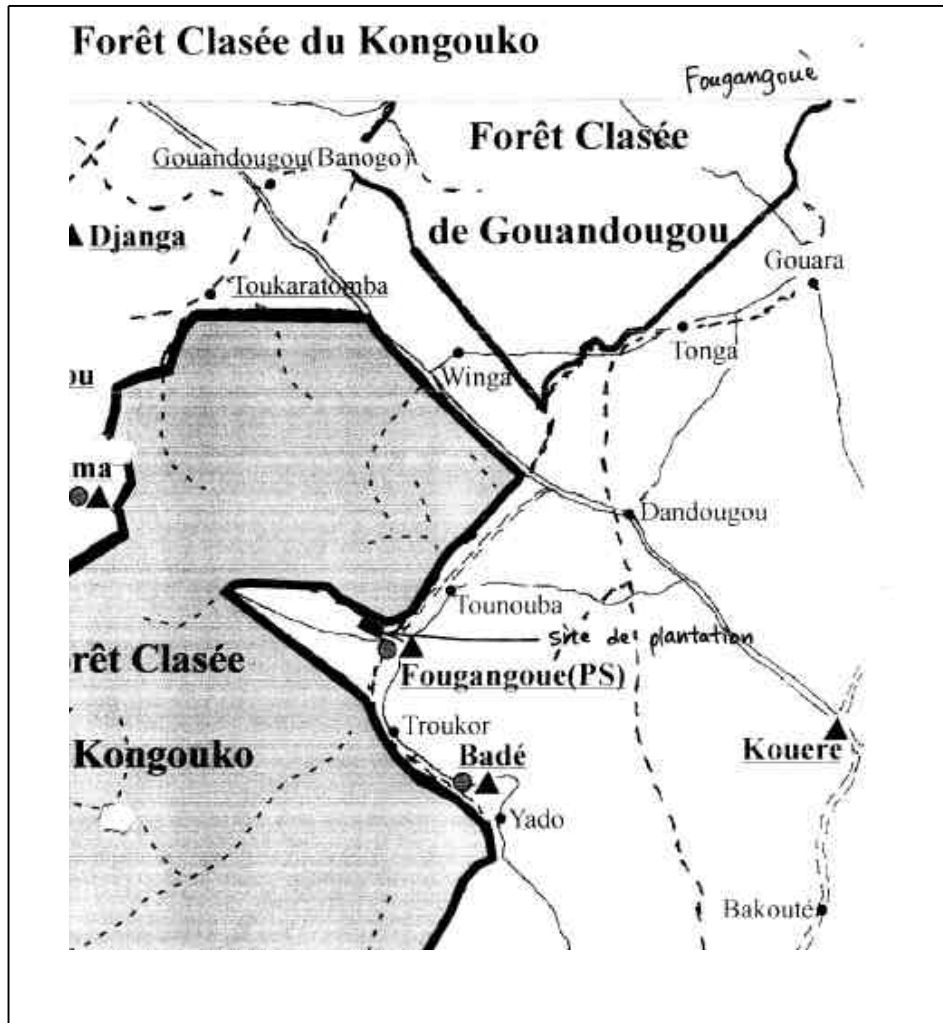 Forêt Clasée du Kongouko
Fougangoue
Forêt Clasée
Gouandougou(Banogo)
de Gouandougou
Djanga
Gouara
Toukaratomba
Tonga
Winga
ou
ma
Dandougou
Tounouba
site de plantation
rêt Clasée
Fougangoue(PS)
Troukor
Kongouko
Badé
Kouere
Yado
Bakouté